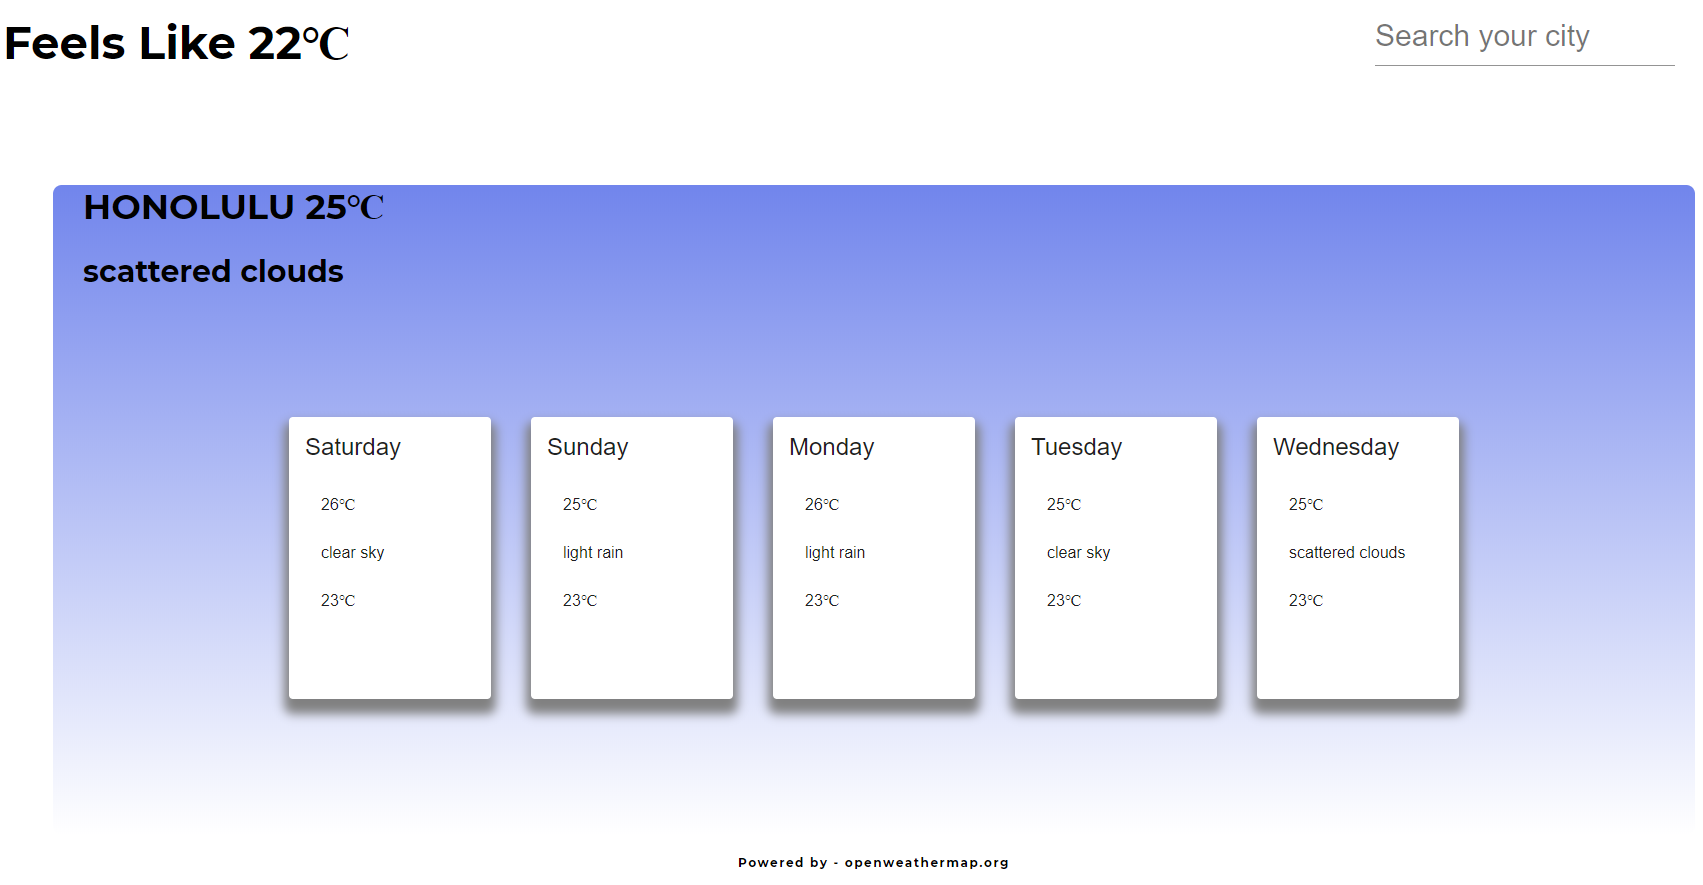 Feels Like 22℃
Search your city
HONOLULU 25℃
scattered clouds
Saturday
26℃
clear sky
23℃
Sunday
25℃
light rain
23℃
Monday
26℃
light rain
23℃
Tuesday
25℃
clear sky
23℃
Wednesday
25℃
scattered clouds
23℃
Powered by - openweathermap.org